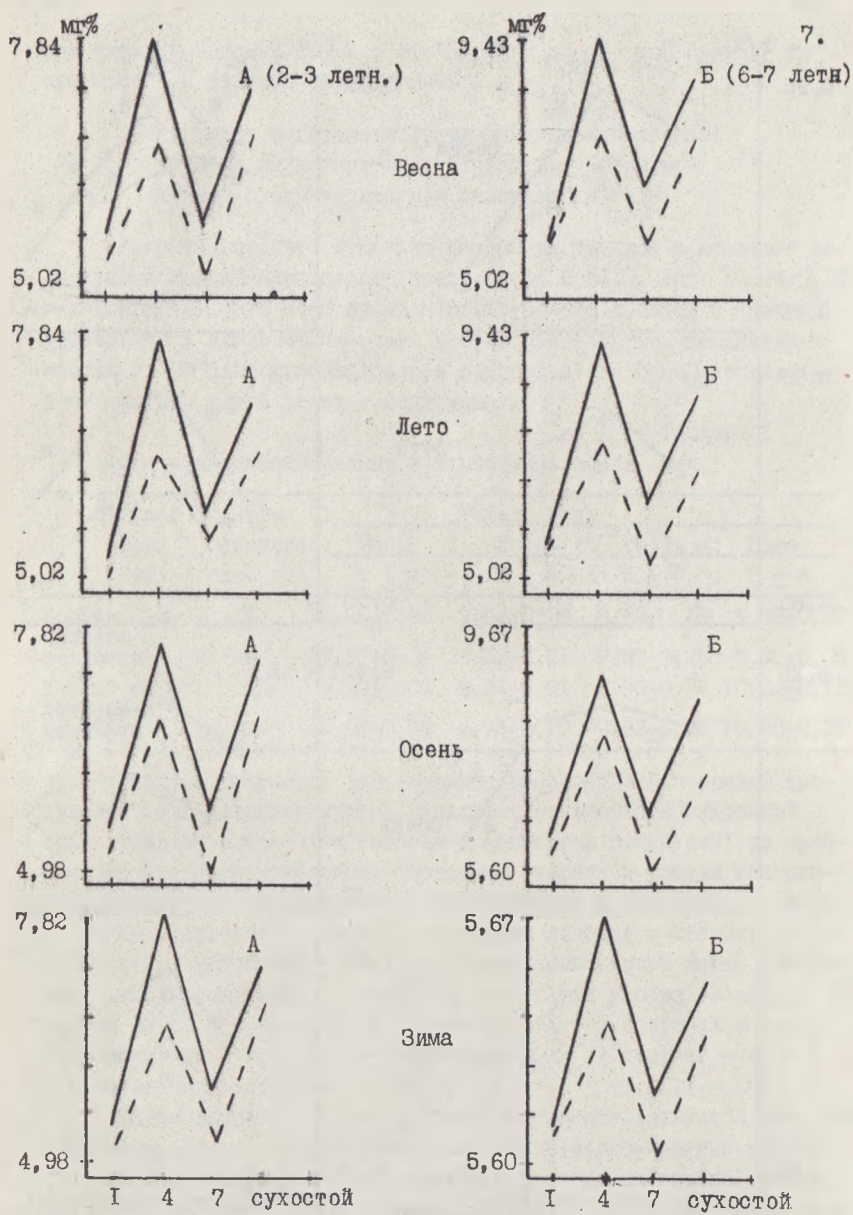 7.
мг%
7,84
А (2-3 летн.)
5,02
9,43
Б (6-7 летн)
5,02
Весна
7,84
А
5,02
9,43
Б
5,02
Лето
7,82
А
4,98
9,67
Б
5,60
Осень
7,82
А
4,98
5,67
Б
5,60
Зима
I 4 7 сухостой
I 4 7 сухостой